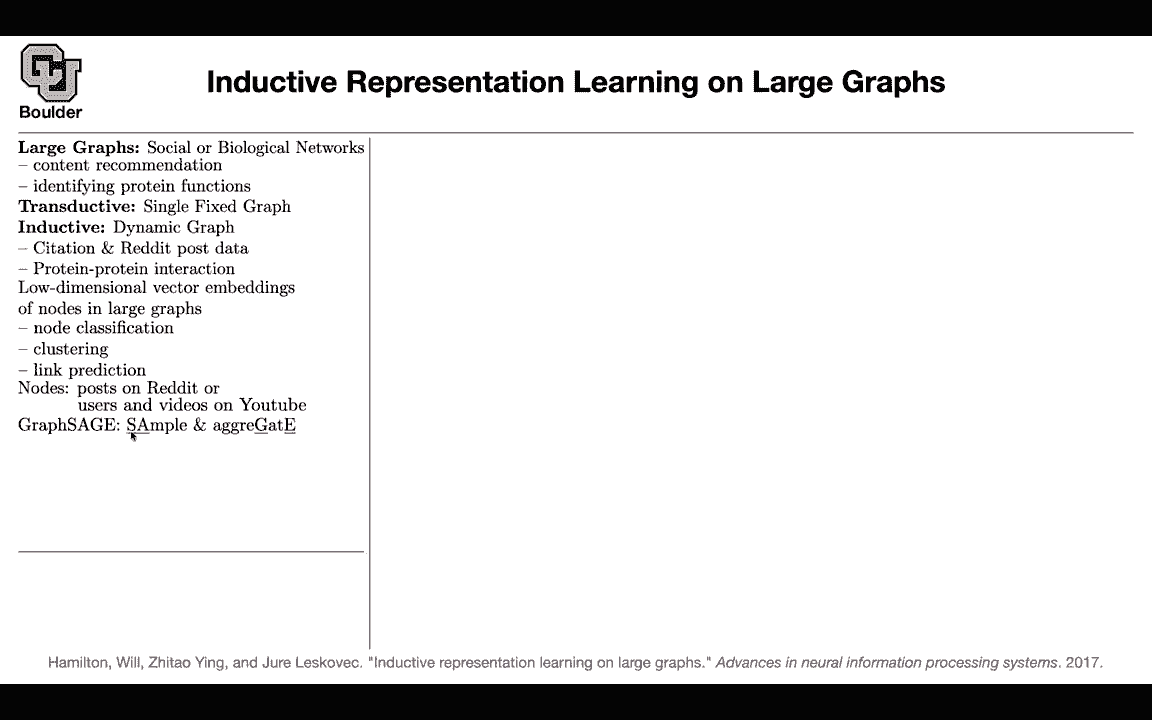 CU
Boulder
Inductive Representation Learning on Large Graphs
Large Graphs: Social or Biological Networks
– content recommendation
– identifying protein functions
Transductive: Single Fixed Graph
Inductive: Dynamic Graph
– Citation & Reddit post data
– Protein-protein interaction
Low-dimensional vector embeddings
of nodes in large graphs
– node classification
– clustering
– link prediction
Nodes: posts on Reddit or
users and videos on Youtube
GraphSAGE: SAmple & aggreGatE
Hamilton, Will, Zhitao Ying, and Jure Leskovec. "Inductive representation learning on large graphs." Advances in neural information processing systems. 2017.